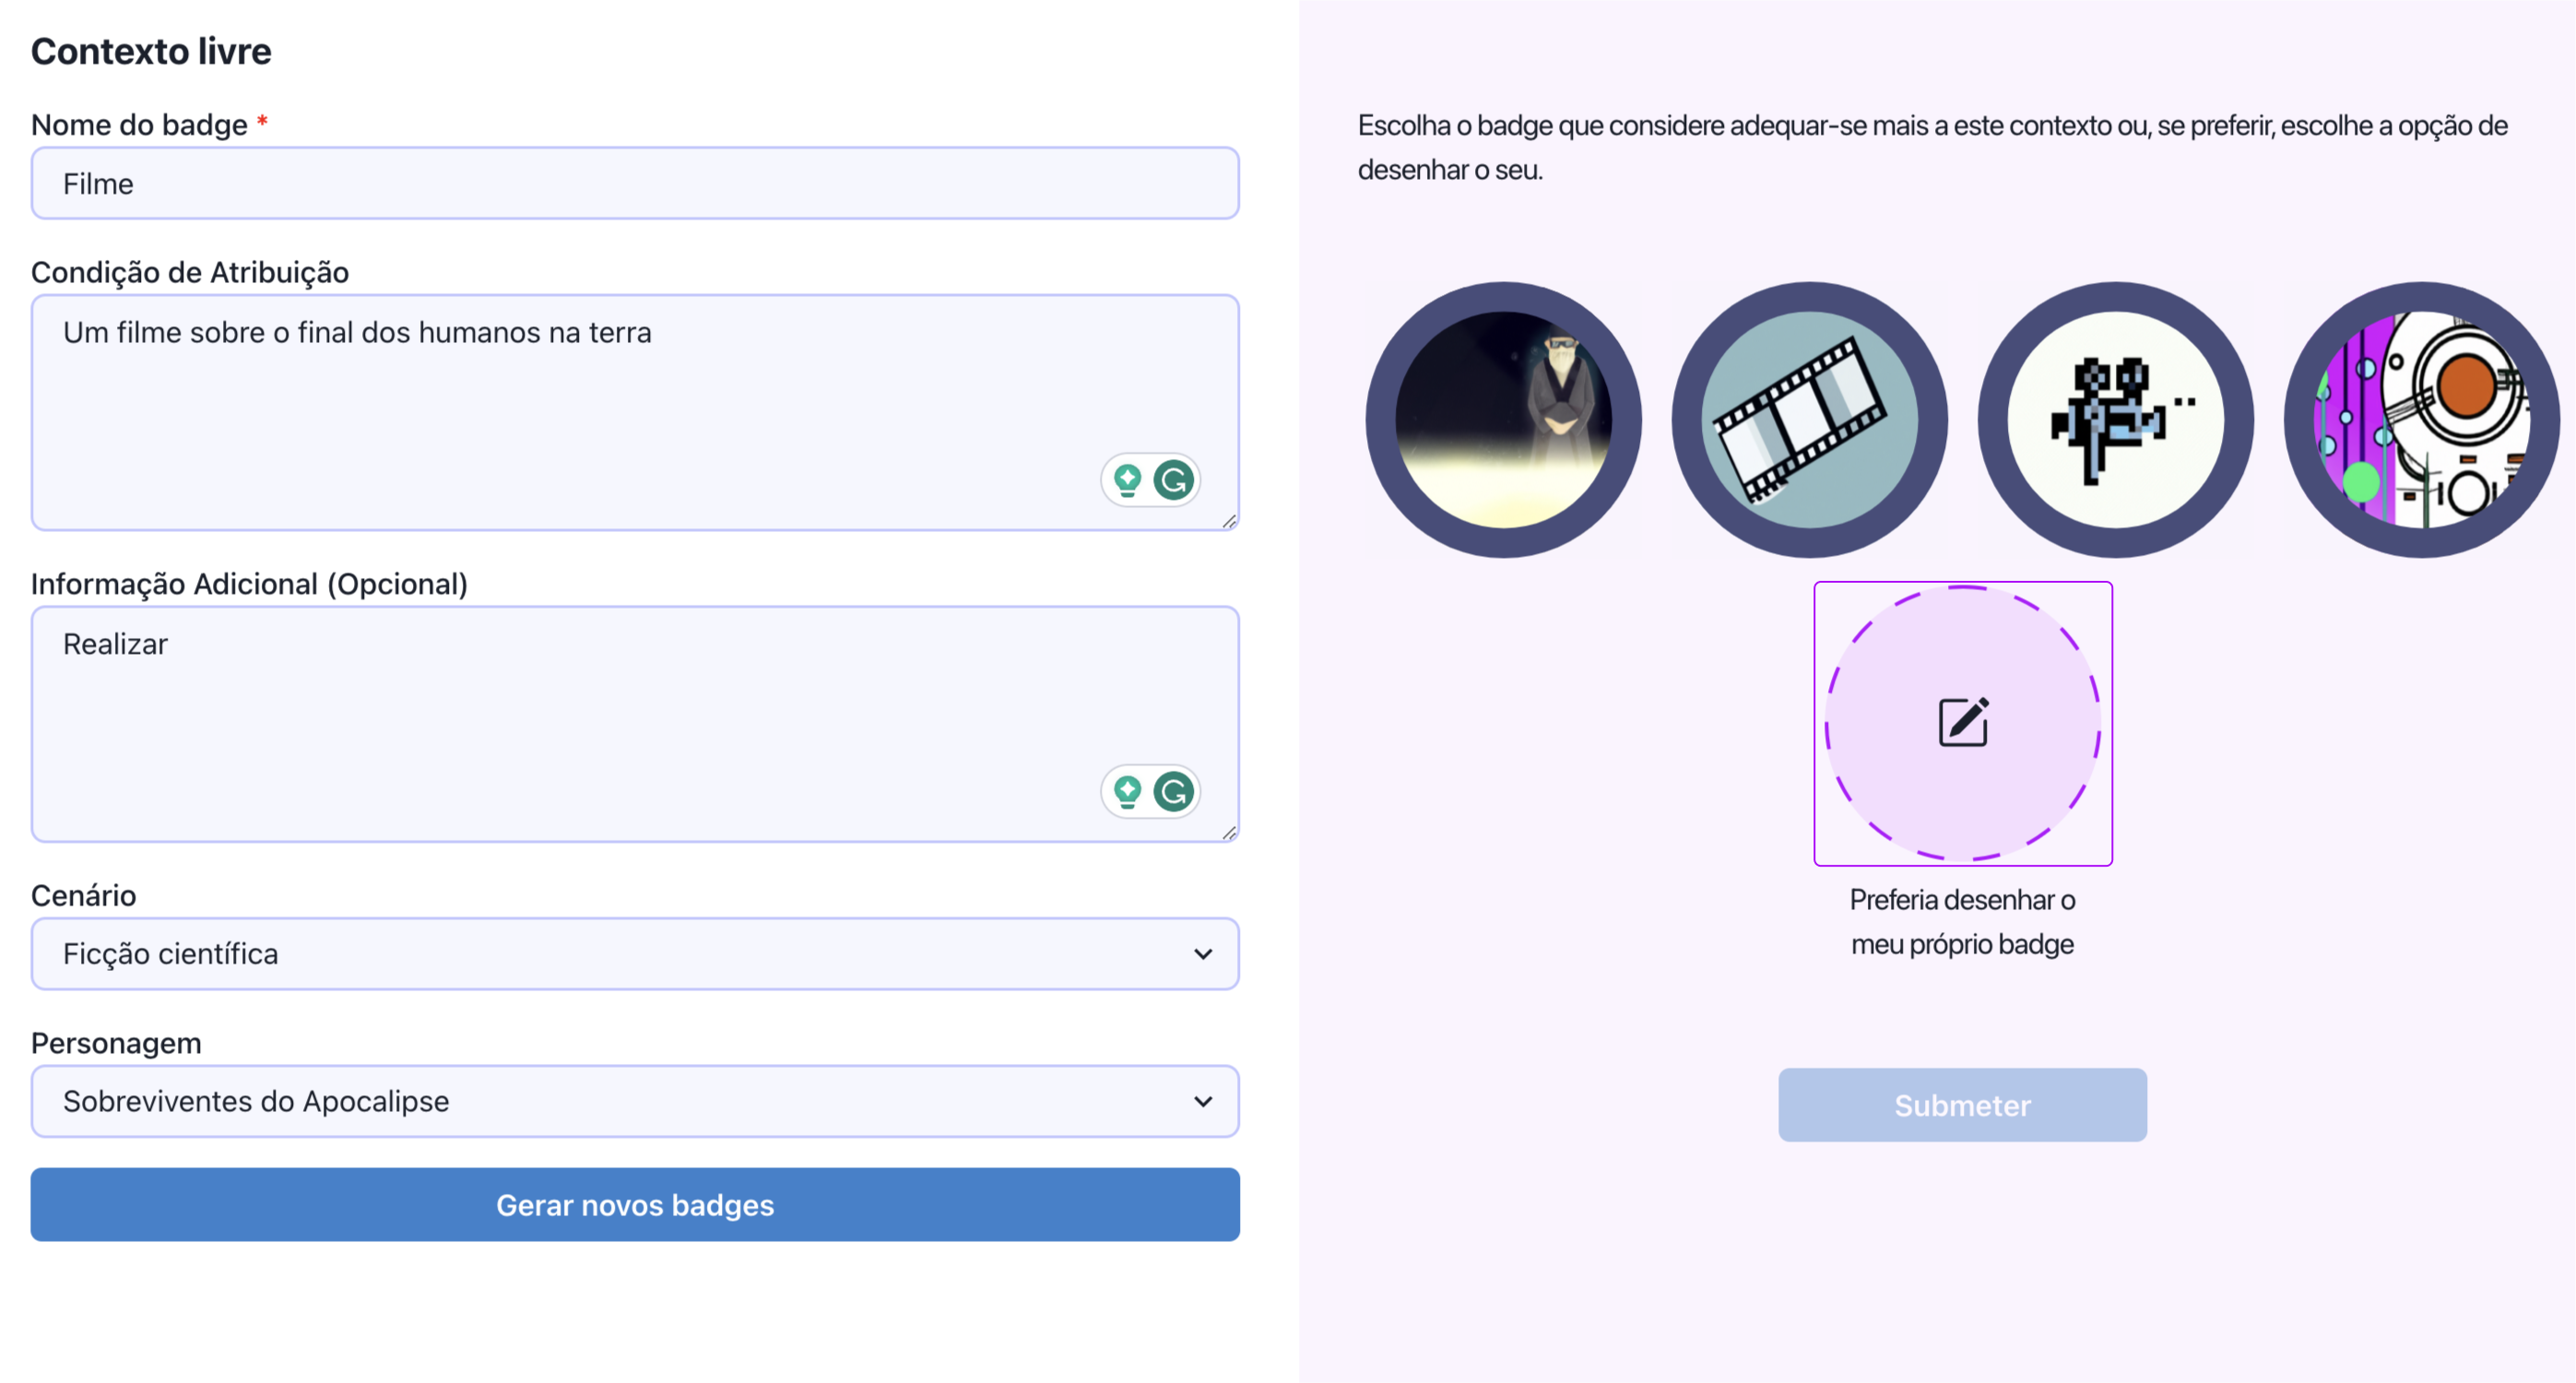 Contexto livre
Nome do badge *
Filme
Condição de Atribuição
Um filme sobre o final dos humanos na terra
Informação Adicional (Opcional)
Realizar
Cenário
Ficção científica
Personagem
Sobreviventes do Apocalipse
Gerar novos badges
Escolha o badge que considere adequar-se mais a este contexto ou, se preferir, escolhe a opção de
desenhar o seu.
Preferia desenhar o
meu próprio badge
Submeter